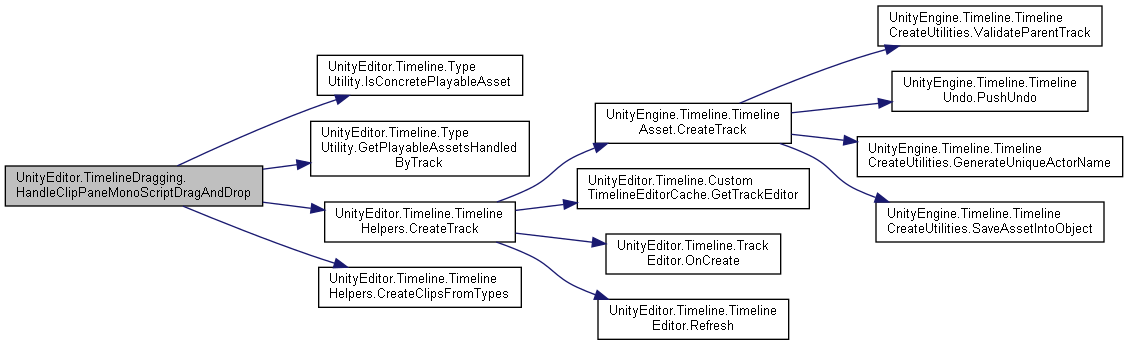 UnityEditor.TimelineDragging.
HandleClipPaneMonoScriptDragAndDrop
UnityEditor.Timeline.Type
Utility.IsConcretePlayableAsset
UnityEditor.Timeline.Type
Utility.GetPlayableAssetsHandled
ByTrack
UnityEditor.Timeline.Timeline
Helpers.CreateTrack
UnityEditor.Timeline.Timeline
Helpers.CreateClipsFromTypes
UnityEngine.Timeline.Timeline
Asset.CreateTrack
UnityEditor.Timeline.Custom
TimelineEditorCache.GetTrackEditor
UnityEditor.Timeline.Track
Editor.OnCreate
UnityEditor.Timeline.Timeline
Editor.Refresh
UnityEngine.Timeline.Timeline
CreateUtilities.ValidateParentTrack
UnityEngine.Timeline.Timeline
Undo.PushUndo
UnityEngine.Timeline.Timeline
CreateUtilities.GenerateUniqueActorName
UnityEngine.Timeline.Timeline
CreateUtilities.SaveAssetIntoObject